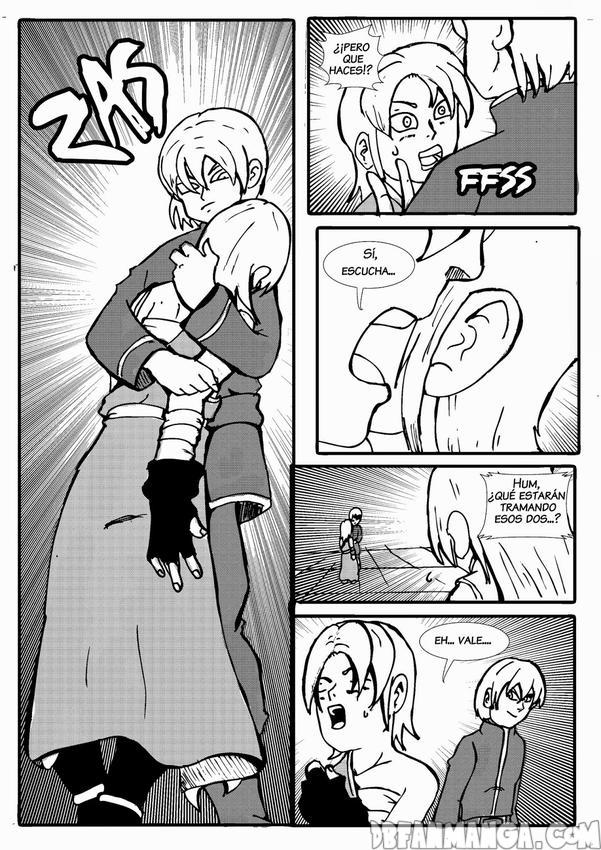 ZAS
¿¡PERO
QUE
HACES!?
FFSS
SÍ,
ESCUCHA...
HUM,
¿QUÉ ESTARÁN
TRAMANDO
ESOS DOS...?
EH... VALE....
DBFANMANGA.COM